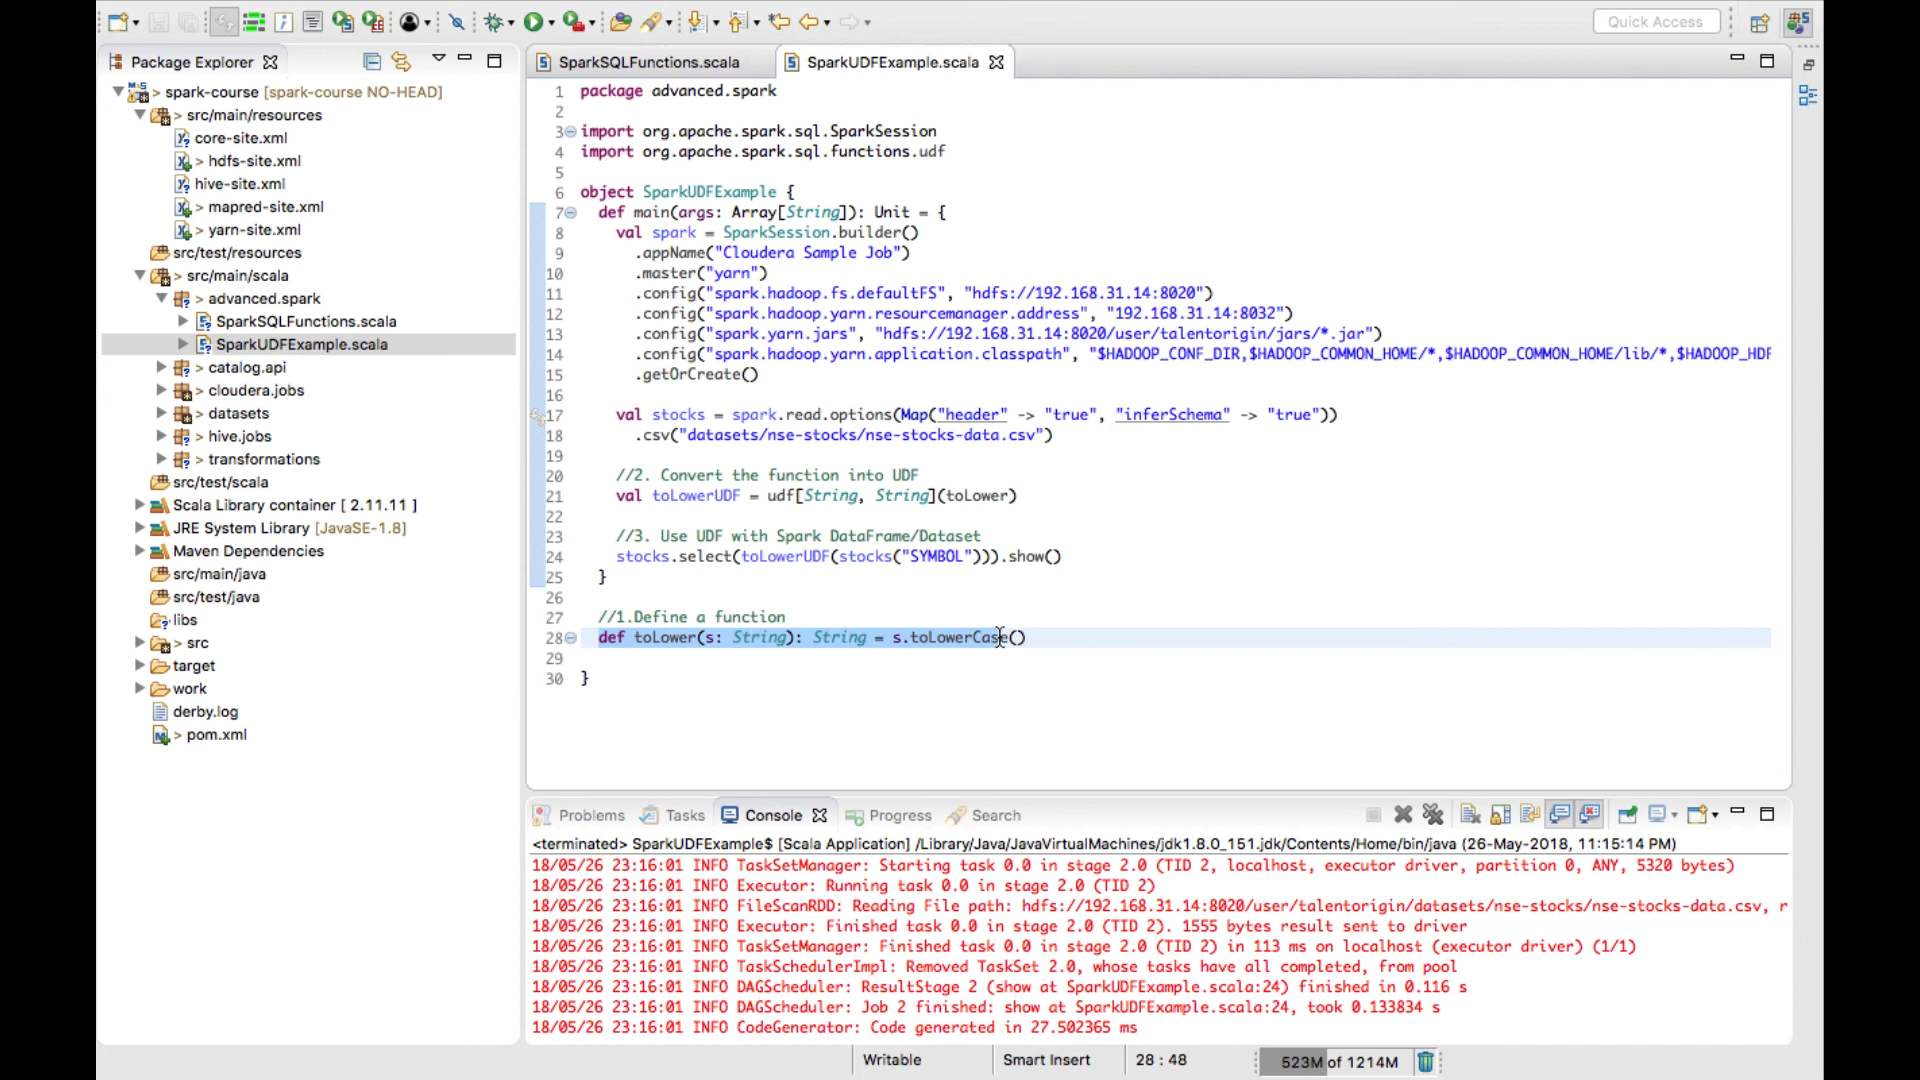 Quick Access
Package Explorer
> spark-course [spark-course NO-HEAD]
> src/main/resources
core-site.xml
> hdfs-site.xml
hive-site.xml
> mapred-site.xml
> yarn-site.xml
src/test/resources
> src/main/scala
> advanced.spark
SparkSQLFunctions.scala
SparkUDFExample.scala
> catalog.api
> cloudera.jobs
> datasets
> hive.jobs
> transformations
src/test/scala
Scala Library container [ 2.11.11 ]
JRE System Library [JavaSE-1.8]
Maven Dependencies
src/main/java
src/test/java
libs
> src
target
work
derby.log
> pom.xml
SparkSQLFunctions.scala
SparkUDFExample.scala
1 package advanced.spark
2
3 import org.apache.spark.sql.SparkSession
4 import org.apache.spark.sql.functions.udf
5
6 object SparkUDFExample {
7 def main(args: Array[String]): Unit = {
8 val spark = SparkSession.builder()
9 .appName("Cloudera Sample Job")
10 .master("yarn")
11 .config("spark.hadoop.fs.defaultFS", "hdfs://192.168.31.14:8020")
12 .config("spark.hadoop.yarn.resourcemanager.address", "192.168.31.14:8032")
13 .config("spark.yarn.jars", "hdfs://192.168.31.14:8020/user/talentorigin/jars/*.jar")
14 .config("spark.hadoop.yarn.application.classpath", "$HADOOP_CONF_DIR,$HADOOP_COMMON_HOME/*,$HADOOP_COMMON_HOME/lib/*,$HADOOP_HDF
15 .getOrCreate()
16
17 val stocks = spark.read.options(Map("header" -> "true", "inferSchema" -> "true"))
18 .csv("datasets/nse-stocks/nse-stocks-data.csv")
19
20 //2. Convert the function into UDF
21 val toLowerUDF = udf[String, String](toLower)
22
23 //3. Use UDF with Spark DataFrame/Dataset
24 stocks.select(toLowerUDF(stocks("SYMBOL"))).show()
25 }
26
27 //1.Define a function
28 def toLower(s: String): String = s.toLowerCase()
29
30 }
Problems
Tasks
Console
Progress
Search
<terminated> SparkUDFExample$ [Scala Application] /Library/Java/JavaVirtualMachines/jdk1.8.0_151.jdk/Contents/Home/bin/java (26-May-2018, 11:15:14 PM)
18/05/26 23:16:01 INFO TaskSetManager: Starting task 0.0 in stage 2.0 (TID 2, localhost, executor driver, partition 0, ANY, 5320 bytes)
18/05/26 23:16:01 INFO Executor: Running task 0.0 in stage 2.0 (TID 2)
18/05/26 23:16:01 INFO FileScanRDD: Reading File path: hdfs://192.168.31.14:8020/user/talentorigin/datasets/nse-stocks/nse-stocks-data.csv, r
18/05/26 23:16:01 INFO Executor: Finished task 0.0 in stage 2.0 (TID 2). 1555 bytes result sent to driver
18/05/26 23:16:01 INFO TaskSetManager: Finished task 0.0 in stage 2.0 (TID 2) in 113 ms on localhost (executor driver) (1/1)
18/05/26 23:16:01 INFO TaskSchedulerImpl: Removed TaskSet 2.0, whose tasks have all completed, from pool
18/05/26 23:16:01 INFO DAGScheduler: ResultStage 2 (show at SparkUDFExample.scala:24) finished in 0.116 s
18/05/26 23:16:01 INFO DAGScheduler: Job 2 finished: show at SparkUDFExample.scala:24, took 0.133834 s
18/05/26 23:16:01 INFO CodeGenerator: Code generated in 27.502365 ms
Writable
Smart Insert
28 : 48
523M of 1214M